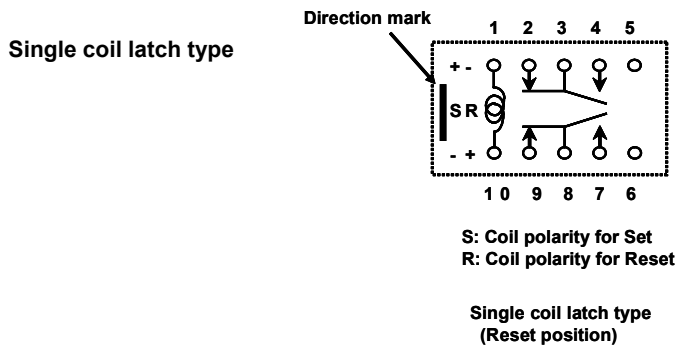 Direction mark
Single coil latch type
1 2 3 4 5
+ -
S R
- +
1 0 9 8 7 6
S: Coil polarity for Set
R: Coil polarity for Reset
Single coil latch type
(Reset position)